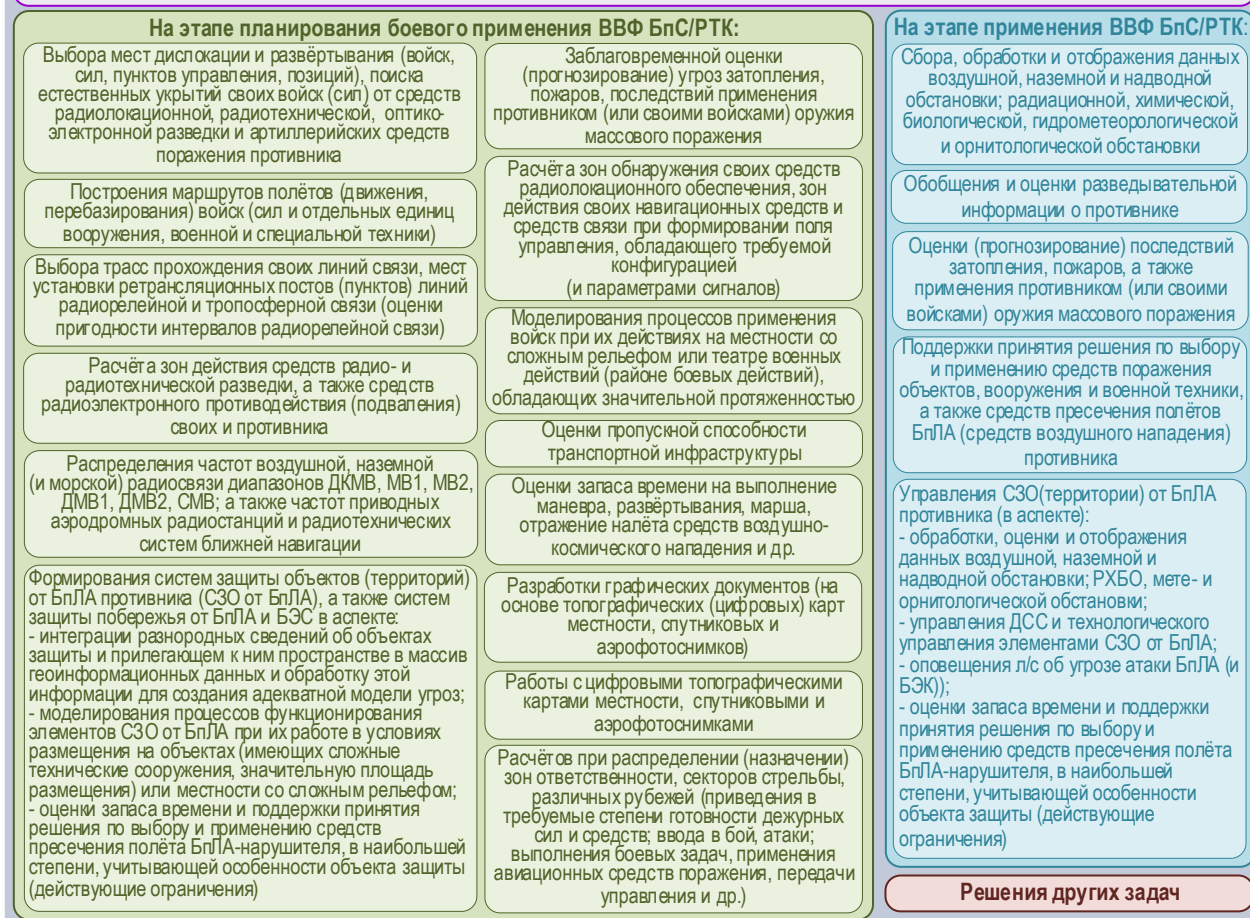 На этапе планирования боевого применения ВВФ БпС/РТК:
Выбора мест дислокации и развёртывания (войск,
сил, пунктов управления, позиций), поиска
естественных укрытий своих войск (сил) от средств
радиолокационной, радиотехнической, оптико-
электронной разведки и артиллерийских средств
поражения противника
Построения маршрутов полётов (движения,
перебазирования) войск (сил и отдельных единиц
вооружения, военной и специальной техники)
Выбора трасс прохождения своих линий связи, мест
установки ретрансляционных постов (пунктов) линий
радиорелейной и тропосферной связи (оценки
пригодности интервалов радиорелейной связи)
Расчёта зон действия средств радио- и
радиотехнической разведки, а также средств
радиоэлектронного противодействия (подваления)
своих и противника
Распределения частот воздушной, наземной
(и морской) радиосвязи диапазонов ДКМВ, МВ1, МВ2,
ДМВ1, ДМВ2, СМВ; а также частот приводных
аэродромных радиостанций и радиотехнических
систем ближней навигации
Формирования систем защиты объектов (территорий)
от БпЛА противника (СЗО от БпЛА), а также систем
защиты побережья от БпЛА и БЭС в аспекте:
- интеграции разнородных сведений об объектах
защиты и прилегающем к ним пространстве в массив
геоинформационных данных и обработку этой
информации для создания адекватной модели угроз;
- моделирования процессов функционирования
элементов СЗО от БпЛА при их работе в условиях
размещения на объектах (имеющих сложные
технические сооружения, значительную площадь
размещения) или местности со сложным рельефом;
- оценки запаса времени и поддержки принятия
решения по выбору и применению средств
пресечения полёта БпЛА-нарушителя, в наибольшей
степени, учитывающей особенности объекта защиты
(действующие ограничения)
Заблаговременной оценки
(прогнозирование) угроз затопления,
пожаров, последствий применения
противником (или своими войсками) оружия
массового поражения
Расчёта зон обнаружения своих средств
радиолокационного обеспечения, зон
действия своих навигационных средств и
средств связи при формировании поля
управления, обладающего требуемой
конфигурацией
(и параметрами сигналов)
Моделирования процессов применения
войск при их действиях на местности со
сложным рельефом или театре военных
действий (районе боевых действий),
обладающих значительной протяженностью
Оценки пропускной способности
транспортной инфраструктуры
Оценки запаса времени на выполнение
маневра, развёртывания, марша,
отражение налёта средств воздушно-
космического нападения и др.
Разработки графических документов (на
основе топографических (цифровых) карт
местности, спутниковых и
аэрофотоснимков)
Работы с цифровыми топографическими
картами местности, спутниковыми и
аэрофотоснимками
Расчётов при распределении (назначении)
зон ответственности, секторов стрельбы,
различных рубежей (приведения в
требуемые степени готовности дежурных
сил и средств; ввода в бой, атаки;
выполнения боевых задач, применения
авиационных средств поражения, передачи
управления и др.)
На этапе применения ВВФ БпС/РТК:
Сбора, обработки и отображения данных
воздушной, наземной и надводной
обстановки; радиационной, химической,
биологической, гидрометеорологической
и орнитологической обстановки
Обобщения и оценки разведывательной
информации о противнике
Оценки (прогнозирование) последствий
затопления, пожаров, а также
применения противником (или своими
войсками) оружия массового поражения
Поддержки принятия решения по выбору
и применению средств поражения
объектов, вооружения и военной техники,
а также средств пресечения полётов
БпЛА (средств воздушного нападения)
противника
Управления СЗО(территории) от БпЛА
противника (в аспекте):
- обработки, оценки и отображения
данных воздушной, наземной и
надводной обстановки; РХБО, мете- и
орнитологической обстановки;
- управления ДСС и технологического
управления элементами СЗО от БпЛА;
- оповещения л/с об угрозе атаки БпЛА (и
БЭК));
- оценки запаса времени и поддержки
принятия решения по выбору и
применению средств пресечения полёта
БпЛА-нарушителя, в наибольшей
степени, учитывающей особенности
объекта защиты (действующие
ограничения)
Решения других задач